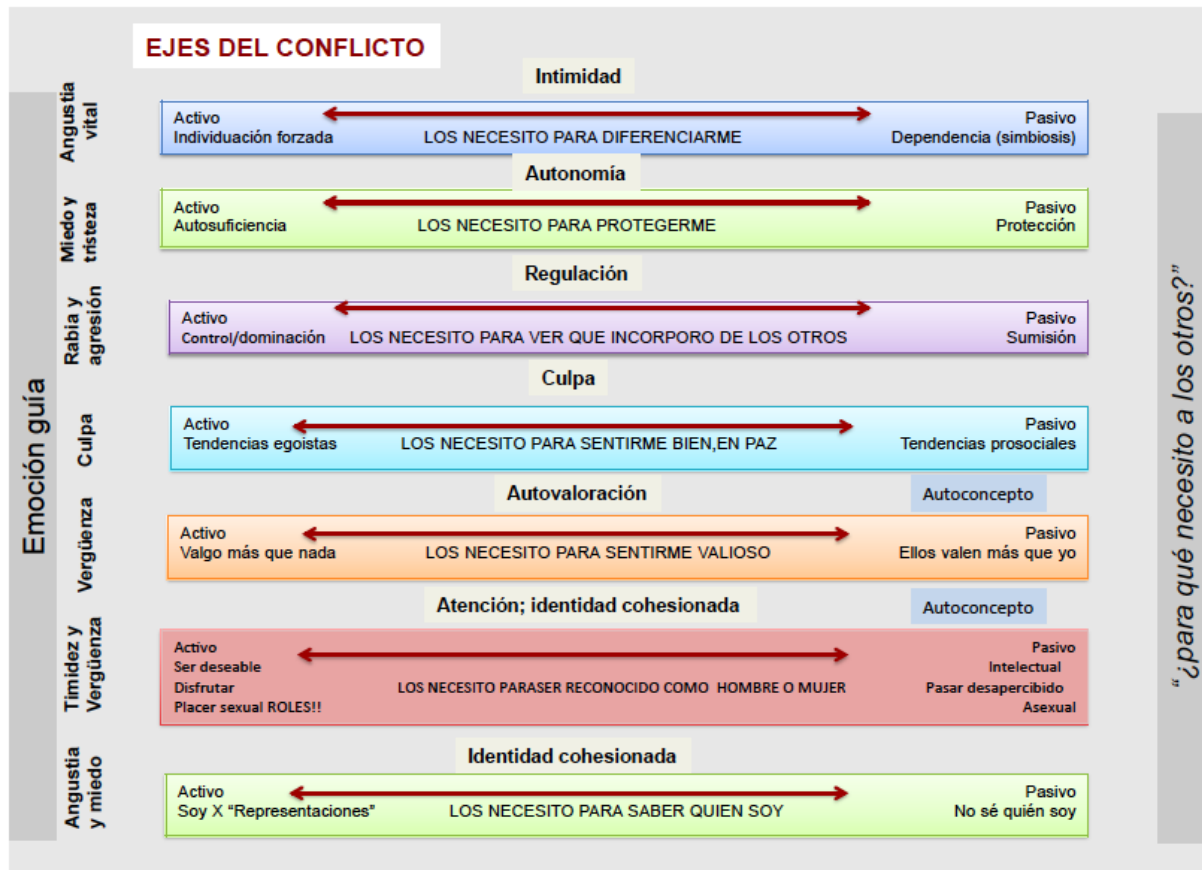 EJES DEL CONFLICTO
Emoción guía
"¿para qué necesito a los otros?"
Intimidad
Angustia
vital
Activo
Pasivo
Individuación forzada
LOS NECESITO PARA DIFERENCIARME
Dependencia (simbiosis)
Autonomía
Miedo y
tristeza
Activo
Pasivo
Autosuficiencia
LOS NECESITO PARA PROTEGERME
Protección
Regulación
Rabia y
agresión
Activo
Pasivo
Control/dominación
LOS NECESITO PARA VER QUE INCORPORO DE LOS OTROS
Sumisión
Culpa
Culpa
Activo
Pasivo
Tendencias egoistas
LOS NECESITO PARA SENTIRME BIEN,EN PAZ
Tendencias prosociales
Autovaloración
Autoconcepto
Vergüenza
Activo
Pasivo
Valgo más que nada
LOS NECESITO PARA SENTIRME VALIOSO
Ellos valen más que yo
Atención; identidad cohesionada
Autoconcepto
Timidez y
Vergüenza
Activo
Pasivo
Ser deseable
Intelectual
Disfrutar
LOS NECESITO PARASER RECONOCIDO COMO HOMBRE O MUJER
Pasar desapercibido
Placer sexual ROLES!!
Asexual
Identidad cohesionada
Angustia
y miedo
Activo
Pasivo
Soy X "Representaciones"
LOS NECESITO PARA SABER QUIEN SOY
No sé quién soy